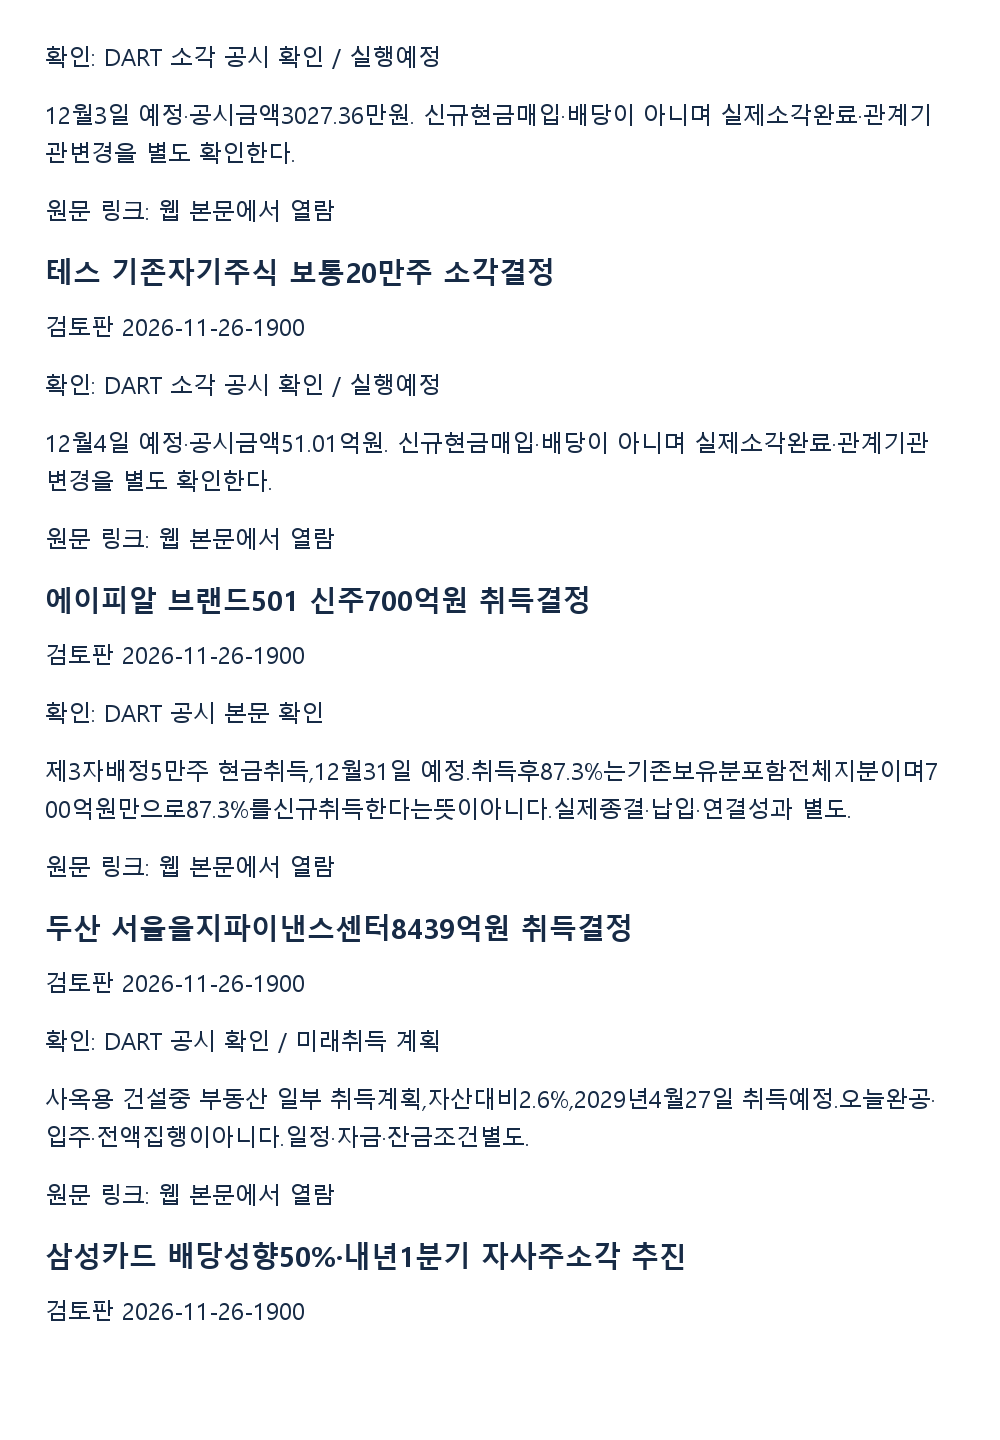 확인: DART 소각 공시 확인 / 실행예정
12월3일 예정·공시금액3027.36만원. 신규현금매입·배당이 아니며 실제소각완료·관계기
관변경을 별도 확인한다.
원문 링크: 웹 본문에서 열람
테스 기존자기주식 보통20만주 소각결정
검토판 2026-11-26-1900
확인: DART 소각 공시 확인 / 실행예정
12월4일 예정·공시금액51.01억원. 신규현금매입·배당이 아니며 실제소각완료·관계기관
변경을 별도 확인한다.
원문 링크: 웹 본문에서 열람
에이피알 브랜드501 신주700억원 취득결정
검토판 2026-11-26-1900
확인: DART 공시 본문 확인
제3자배정5만주 현금취득,12월31일 예정.취득후87.3%는기존보유분포함전체지분이며7
00억원만으로87.3%를신규취득한다는뜻이아니다.실제종결·납입·연결성과 별도.
원문 링크: 웹 본문에서 열람
두산 서울을지파이낸스센터8439억원 취득결정
검토판 2026-11-26-1900
확인: DART 공시 확인 / 미래취득 계획
사옥용 건설중 부동산 일부 취득계획,자산대비2.6%,2029년4월27일 취득예정.오늘완공·
입주·전액집행이아니다.일정·자금·잔금조건별도.
원문 링크: 웹 본문에서 열람
삼성카드 배당성향50%·내년1분기 자사주소각 추진
검토판 2026-11-26-1900